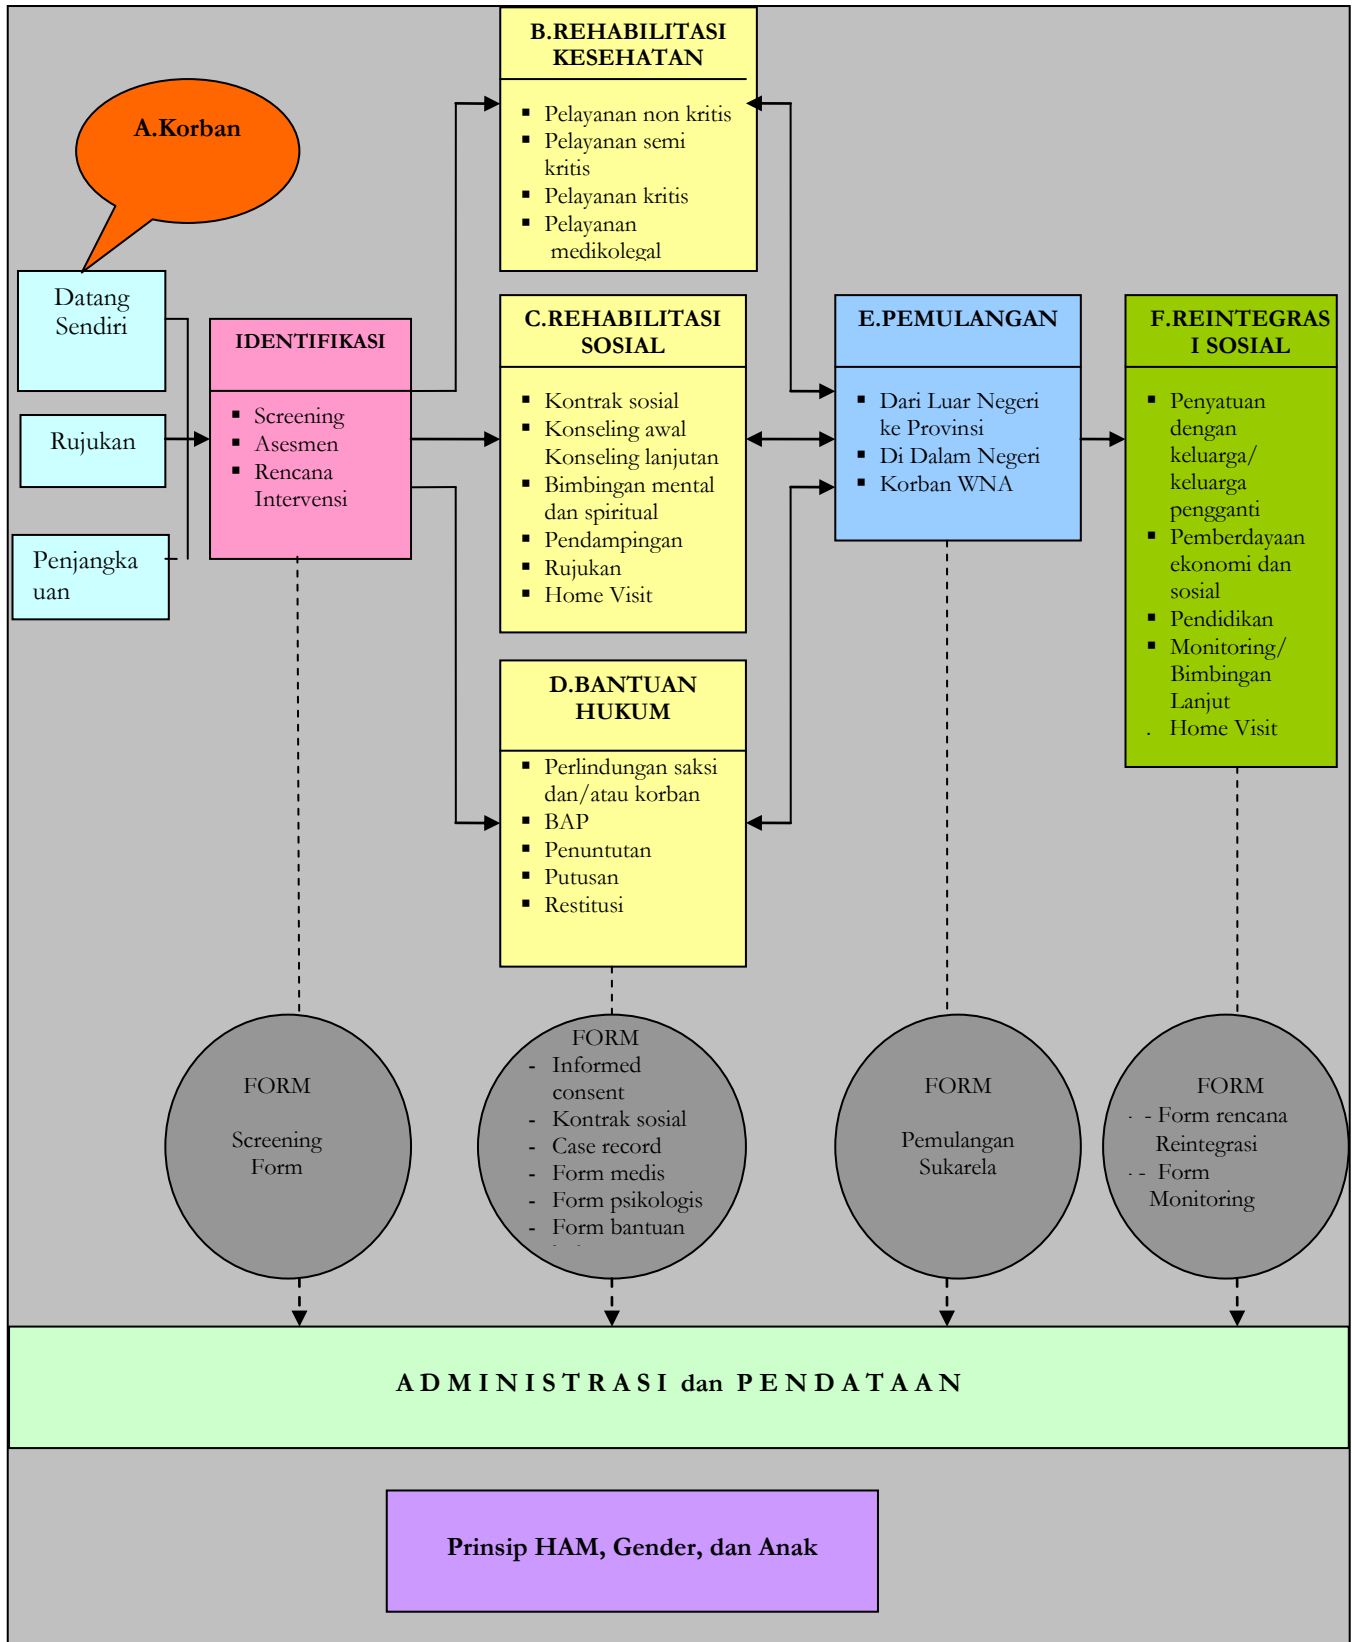 A.Korban
Datang
Sendiri
Rujukan
Penjangka
uan
IDENTIFIKASI
▪ Screening
▪ Asesmen
▪ Rencana
Intervensi
B.REHABILITASI
KESEHATAN
▪ Pelayanan non kritis
▪ Pelayanan semi
kritis
▪ Pelayanan kritis
▪ Pelayanan
medikolegal
C.REHABILITASI
SOSIAL
▪ Kontrak sosial
▪ Konseling awal
Konseling lanjutan
▪ Bimbingan mental
dan spiritual
▪ Pendampingan
▪ Rujukan
▪ Home Visit
D.BANTUAN
HUKUM
▪ Perlindungan saksi
dan/atau korban
▪ BAP
▪ Penuntutan
▪ Putusan
▪ Restitusi
E.PEMULANGAN
▪ Dari Luar Negeri
ke Provinsi
▪ Di Dalam Negeri
▪ Korban WNA
F.REINTEGRAS
I SOSIAL
▪ Penyatuan
dengan
keluarga/
keluarga
pengganti
▪ Pemberdayaan
ekonomi dan
sosial
▪ Pendidikan
▪ Monitoring/
Bimbingan
Lanjut
. Home Visit
FORM
Screening
Form
FORM
- Informed
consent
- Kontrak sosial
- Case record
- Form medis
- Form psikologis
- Form bantuan
FORM
Pemulangan
Sukarela
FORM
- - Form rencana
Reintegrasi
- - Form
Monitoring
A D M I N I S T R A S I dan P E N D A T A A N
Prinsip HAM, Gender, dan Anak